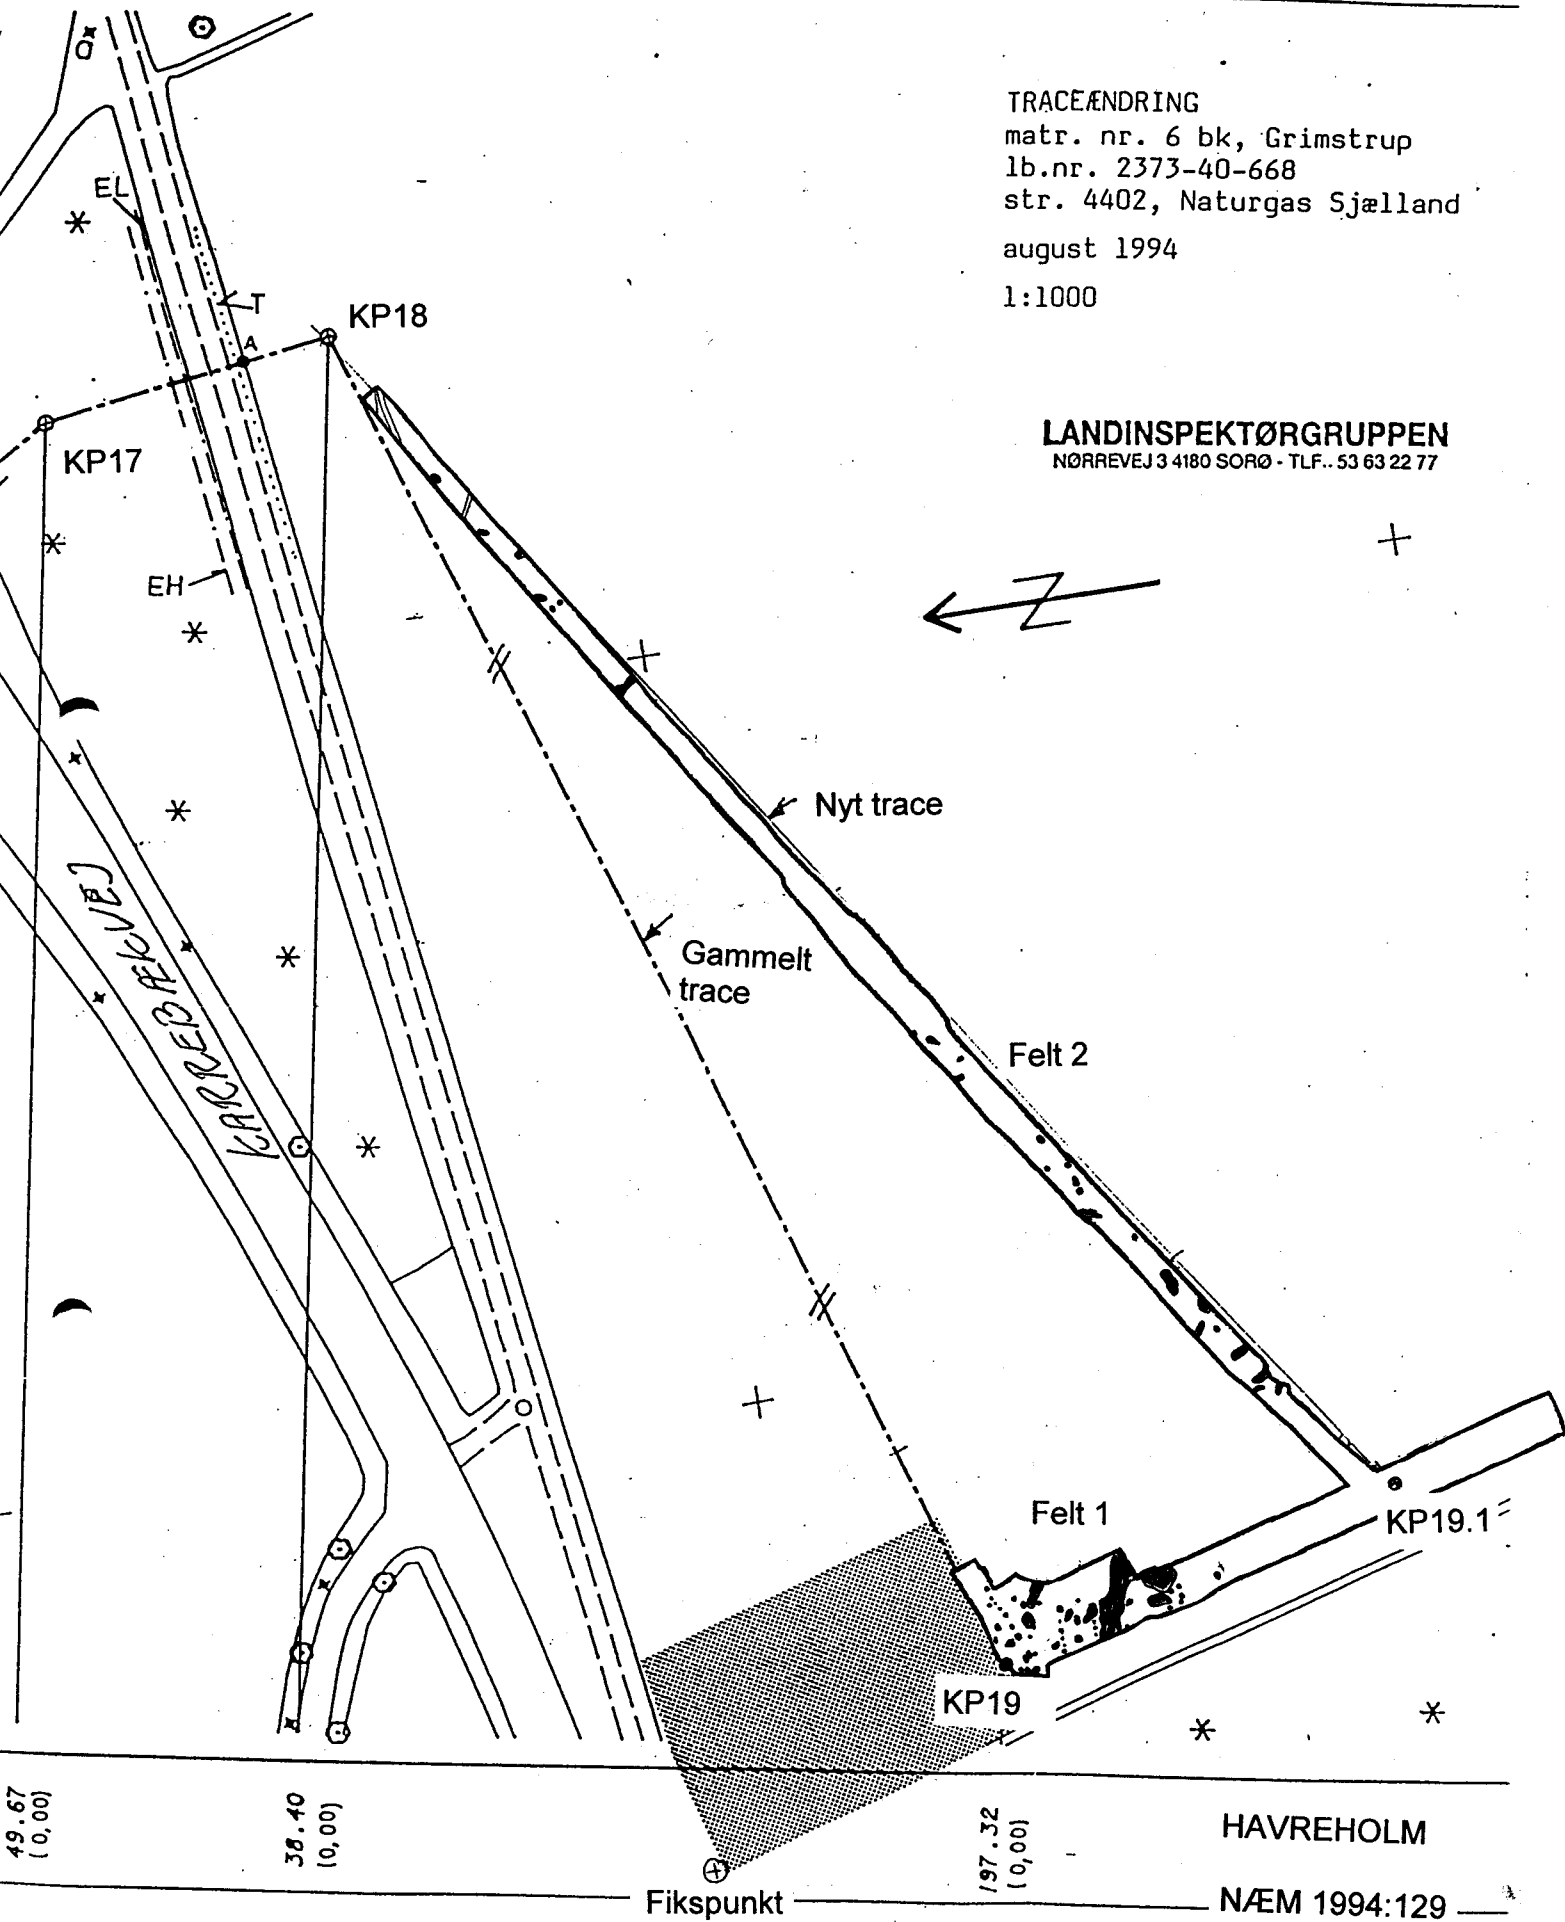 TRACEÆNDRING
matr. nr. 6 bk, Grimstrup
lb.nr. 2373-40-668
str. 4402, Naturgas Sjælland
august 1994
1:1000
LANDINSPEKTØRGRUPPEN
NØRREVEJ 3 4180 SORØ - TLF.. 53 63 22 77
EL
T
A
KP18
KP17
EH
Z
Nyt trace
Gammelt
trace
KARREBÆKVEJ
Felt 2
Felt 1
KP19.1
KP19
49.67
(0,00)
38.40
(0,00)
197.32
(0,00)
HAVREHOLM
Fikspunkt
NÆM 1994:129